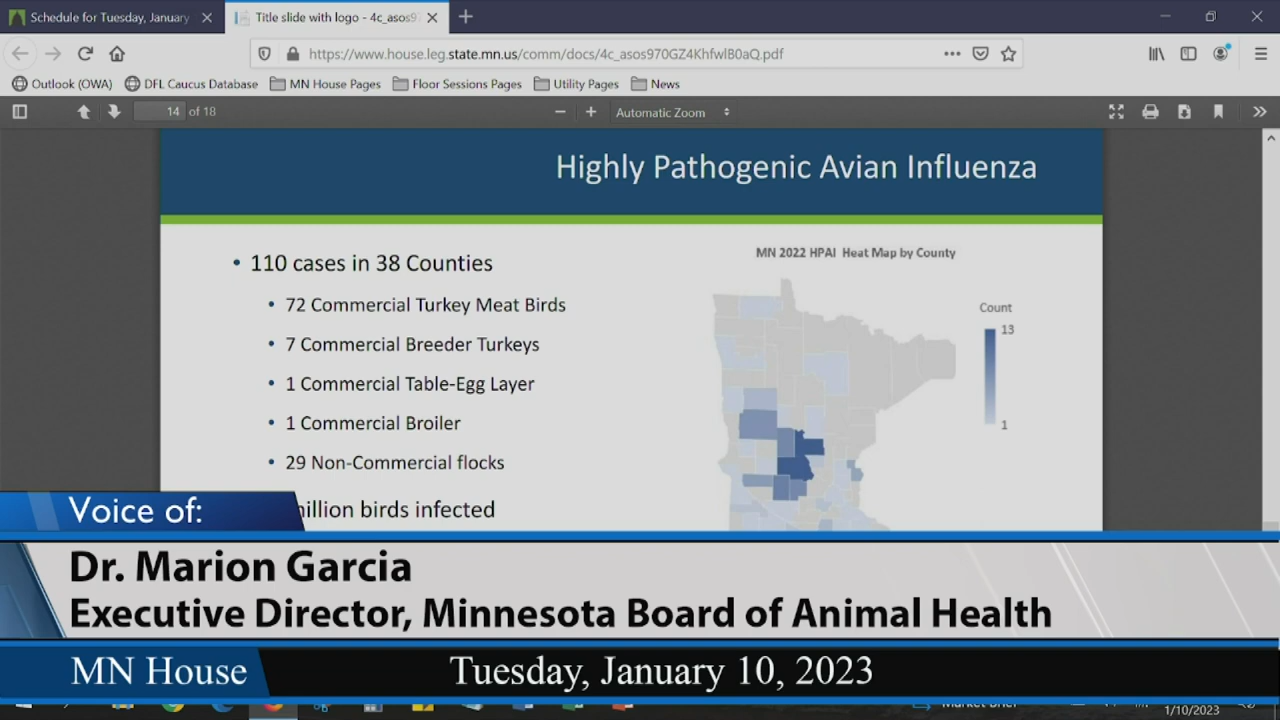 Schedule for Tuesday, January
Title slide with logo - 4c_asos97
https://www.house.leg.state.mn.us/comm/docs/4c_asos970GZ4KhfwlB0aQ.pdf
Outlook (OWA) DFL Caucus Database MN House Pages Floor Sessions Pages Utility Pages News
14 of 18
Automatic Zoom
Highly Pathogenic Avian Influenza
• 110 cases in 38 Counties
• 72 Commercial Turkey Meat Birds
• 7 Commercial Breeder Turkeys
• 1 Commercial Table-Egg Layer
• 1 Commercial Broiler
• 29 Non-Commercial flocks
birds infected
MN 2022 HPAI Heat Map by County
Count
13
1
Voice of:
Dr. Marion Garcia
Executive Director, Minnesota Board of Animal Health
MN House
Tuesday, January 10, 2023
1/10/2023